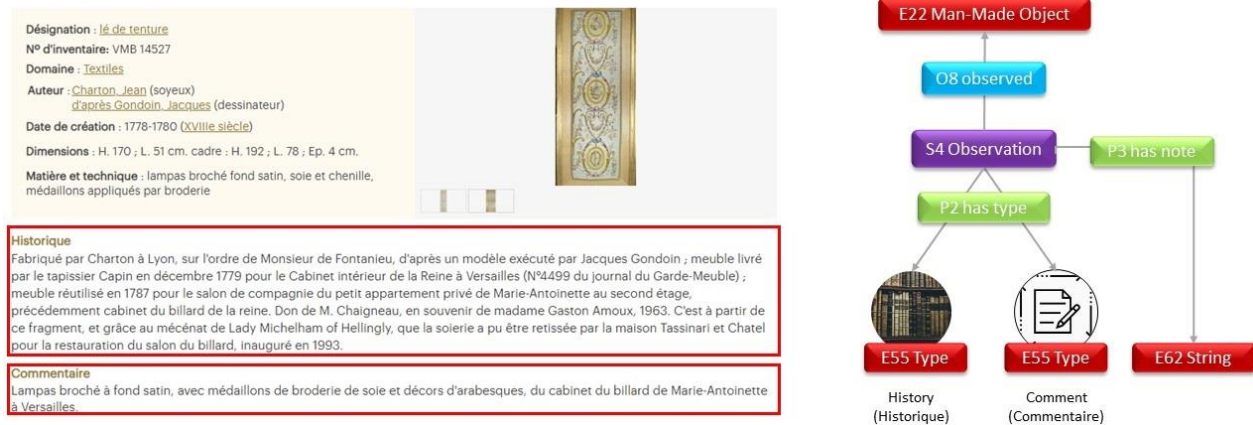 Désignation : lé de tenture
Nº d'inventaire: VMB 14527
Domaine : Textiles
Auteur : Charton, Jean (soyeux)
d'après Gondoin, Jacques (dessinateur)
Date de création : 1778-1780 (XVIIIe siècle)
Dimensions : H. 170 ; L. 51 cm. cadre : H. 192 ; L. 78 ; Ep. 4 cm.
Matière et technique : lampas broché fond satin, soie et chenille,
médaillons appliqués par broderie
Historique
Fabriqué par Charton à Lyon, sur l'ordre de Monsieur de Fontanieu, d'après un modèle exécuté par Jacques Gondoin ; meuble livré
par le tapissier Capin en décembre 1779 pour le Cabinet intérieur de la Reine à Versailles (N°4499 du journal du Garde-Meuble) ;
meuble réutilisé en 1787 pour le salon de compagnie du petit appartement privé de Marie-Antoinette au second étage,
précédemment cabinet du billard de la reine. Don de M. Chaigneau, en souvenir de madame Gaston Amoux, 1963. C'est à partir de
ce fragment, et grâce au mécénat de Lady Michelham of Hellingly, que la soierie a pu être retissée par la maison Tassinari et Chatel
pour la restauration du salon du billard, inauguré en 1993.
Commentaire
Lampas broché à fond satin, avec médaillons de broderie de soie et décors d'arabesques, du cabinet du billard de Marie-Antoinette
à Versailles.
E22 Man-Made Object
O8 observed
S4 Observation
P3 has note
P2 has type
E55 Type
E55 Type
E62 String
History
(Historique)
Comment
(Commentaire)